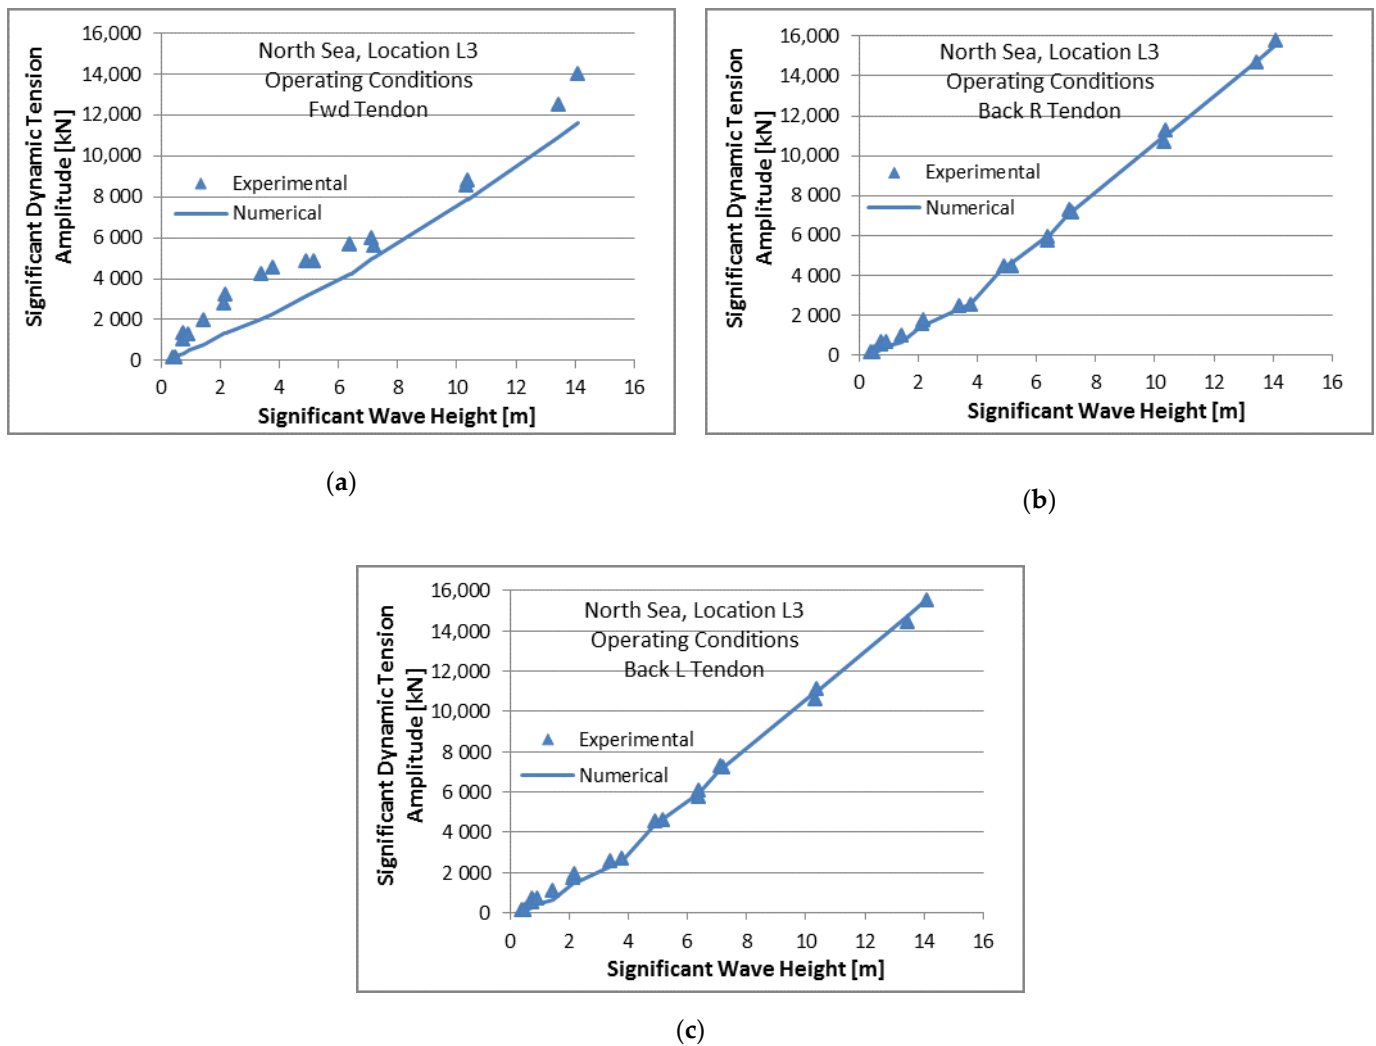 Significant Dynamic Tension
Amplitude [kN]
16,000
14,000
12,000
10,000
8 000
6 000
4 000
2 000
0
North Sea, Location L3
Operating Conditions
Fwd Tendon
Experimental
Numerical
0 2 4 6 8 10 12 14 16
Significant Wave Height [m]
(a)
Significant Dynamic Tension
Amplitude [kN]
16,000
14,000
12,000
10,000
8 000
6 000
4 000
2 000
0
North Sea, Location L3
Operating Conditions
Back R Tendon
Experimental
Numerical
0 2 4 6 8 10 12 14 16
Significant Wave Height [m]
(b)
Significant Dynamic Tension
Amplitude [kN]
16,000
14,000
12,000
10,000
8 000
6 000
4 000
2 000
0
North Sea, Location L3
Operating Conditions
Back L Tendon
Experimental
Numerical
0 2 4 6 8 10 12 14 16
Significant Wave Height [m]
(c)